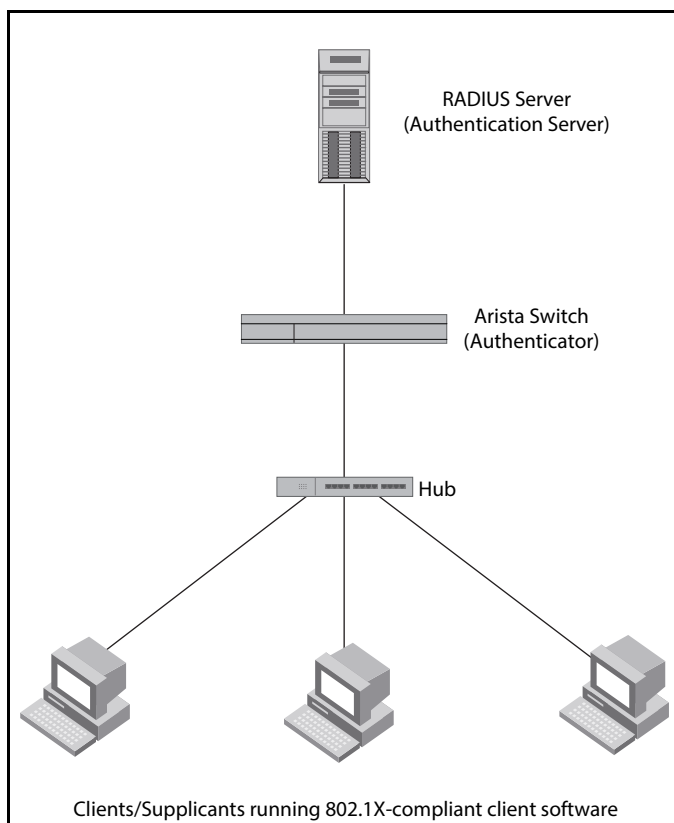 RADIUS Server
(Authentication Server)
Arista Switch
(Authenticator)
Hub
Clients/Supplicants running 802.1X-compliant client software